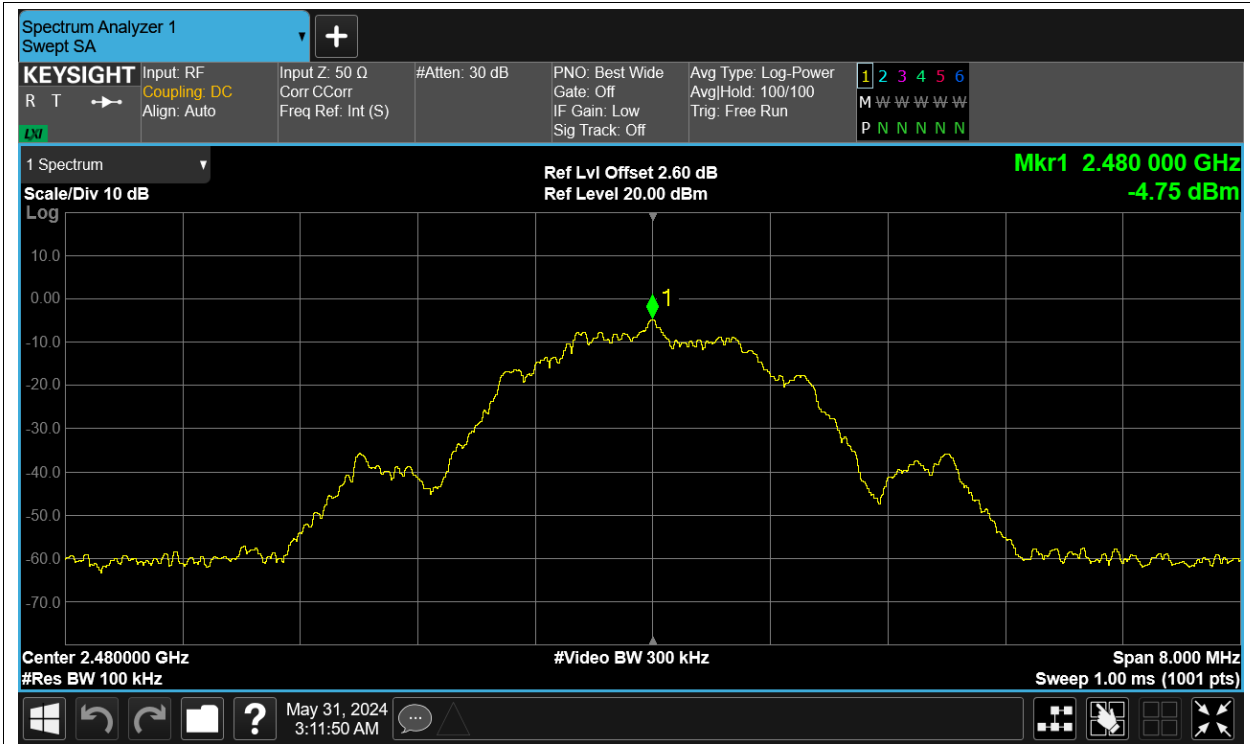 Spectrum Analyzer 1
Swept SA
KEYSIGHT
R T
LXI
Input: RF
Coupling: DC
Align: Auto
Input Z: 50 Ω
Corr CCorr
Freq Ref: Int (S)
#Atten: 30 dB
PNO: Best Wide
Gate: Off
IF Gain: Low
Sig Track: Off
Avg Type: Log-Power
Avg|Hold: 100/100
Trig: Free Run
1 2 3 4 5 6
M W W W W W
P N N N N N
1 Spectrum
Scale/Div 10 dB
Log
Ref Lvl Offset 2.60 dB
Ref Level 20.00 dBm
Mkr1 2.480 000 GHz
-4.75 dBm
10.0
0.00
1
-10.0
-20.0
-30.0
-40.0
-50.0
-60.0
-70.0
Center 2.480000 GHz
#Res BW 100 kHz
#Video BW 300 kHz
Span 8.000 MHz
Sweep 1.00 ms (1001 pts)
?
May 31, 2024
3:11:50 AM